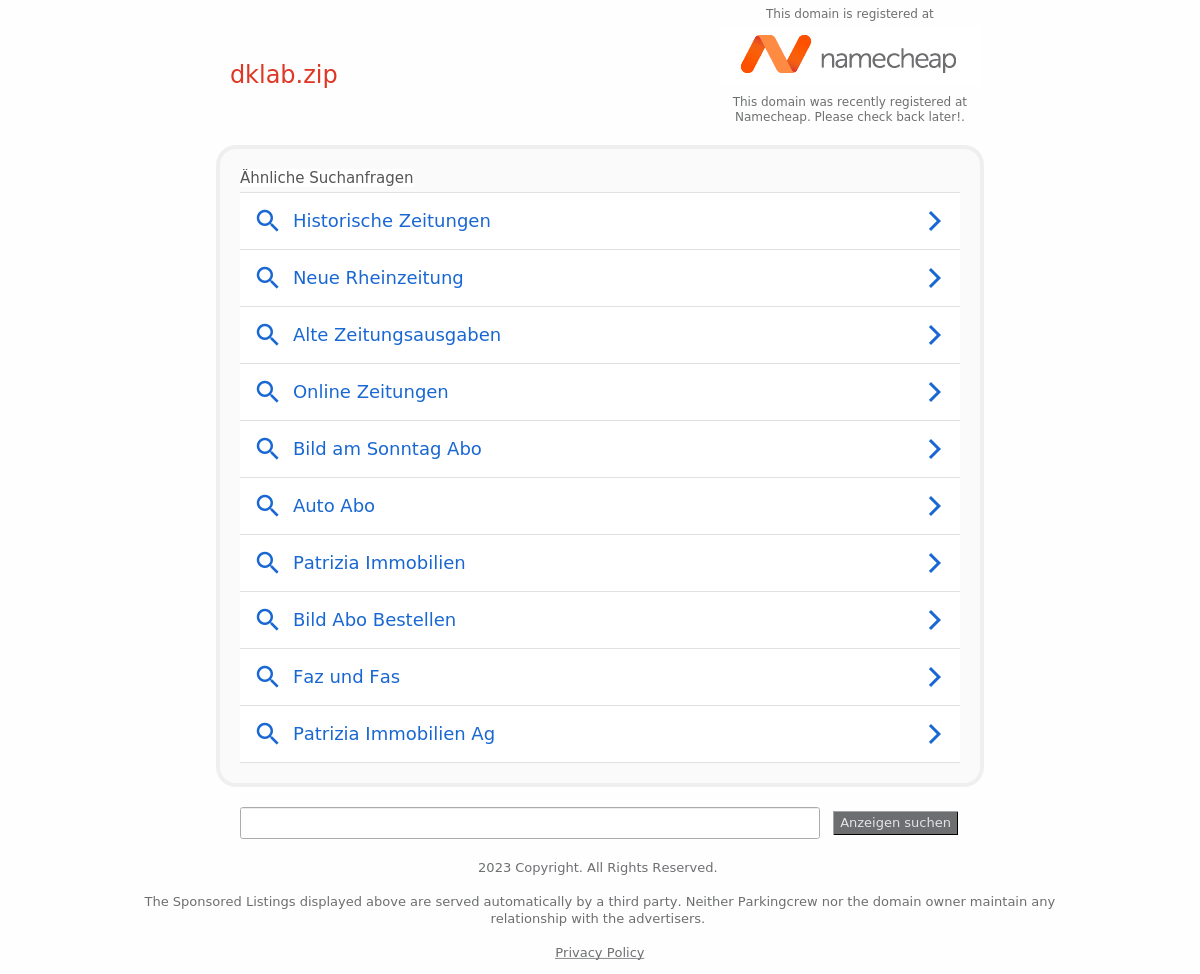 This domain is registered at
namecheap
dklab.zip
This domain was recently registered at
Namecheap. Please check back later!.
Ähnliche Suchanfragen
Historische Zeitungen
Neue Rheinzeitung
Alte Zeitungsausgaben
Online Zeitungen
Bild am Sonntag Abo
Auto Abo
Patrizia Immobilien
Bild Abo Bestellen
Faz und Fas
Patrizia Immobilien Ag
Anzeigen suchen
2023 Copyright. All Rights Reserved.
The Sponsored Listings displayed above are served automatically by a third party. Neither Parkingcrew nor the domain owner maintain any
relationship with the advertisers.
Privacy Policy